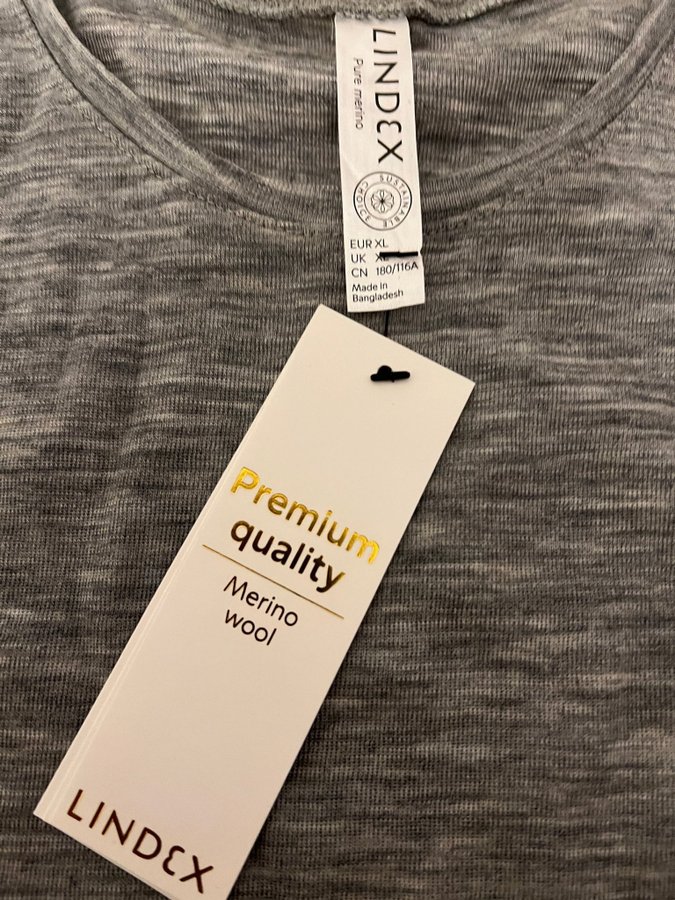 LINDEX
Pure merino
SUSTAINABLE
CHOICE
EUR XL
UK XL
CN 180/116A
Made in
Bangladesh
Premium
quality
Merino
wool
LINDEX